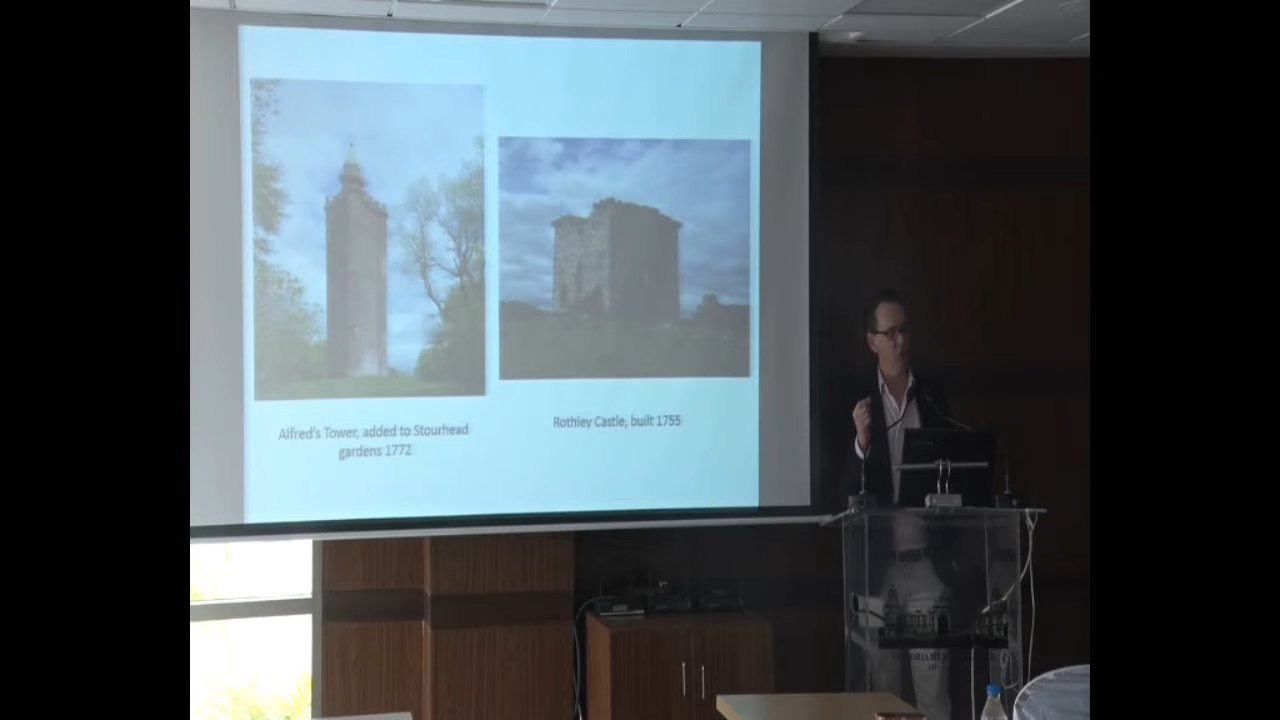 Alfred's Tower, added to Stourhead
gardens 1772
Rothley Castle, built 1755